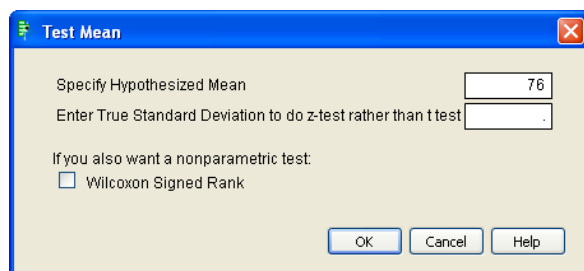 Test Mean
Specify Hypothesized Mean 76
Enter True Standard Deviation to do z-test rather than t test .
If you also want a nonparametric test:
Wilcoxon Signed Rank
OK Cancel Help